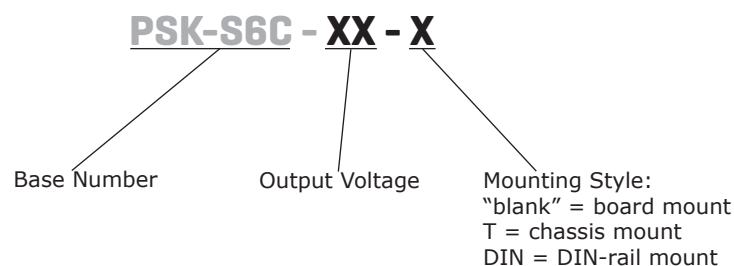 PSK-S6C - XX - X
Base Number
Output Voltage
Mounting Style:
“blank” = board mount
T = chassis mount
DIN = DIN-rail mount